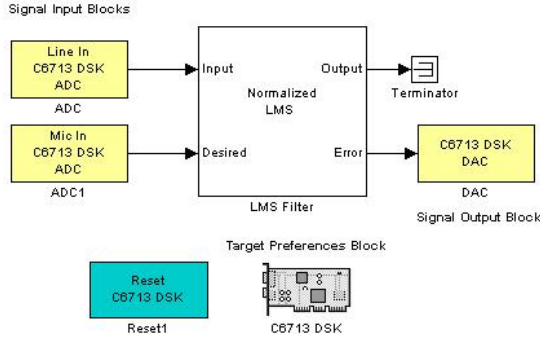 Signal Input Blocks
Line In
C6713 DSK
ADC
ADC
Mic In
C6713 DSK
ADC
ADC1
Input
Output
Normalized
LMS
Desired
Error
LMS Filter
Terminator
C6713 DSK
DAC
DAC
Signal Output Block
Target Preferences Block
Reset
C6713 DSK
Reset1
C6713 DSK